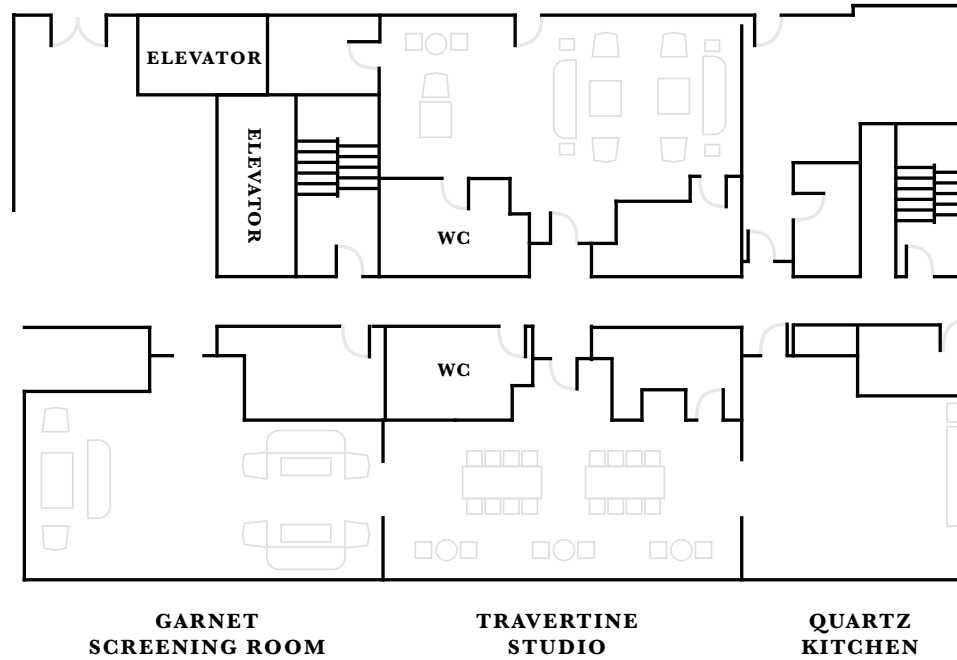 ELEVATOR
ELEVATOR
WC
WC
GARNET
SCREENING ROOM
TRAVERTINE
STUDIO
QUARTZ
KITCHEN